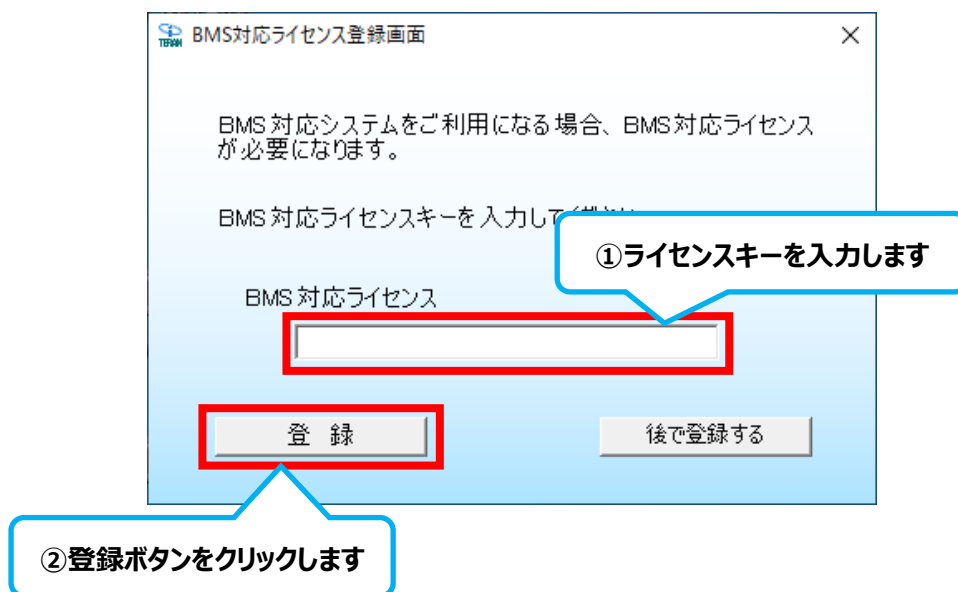 TERAN
BMS対応ライセンス登録画面
BMS対応システムをご利用になる場合、BMS対応ライセンス
が必要になります。
BMS対応ライセンスキーを入力して
①ライセンスキーを入力します
BMS対応ライセンス
登 録
後で登録する
②登録ボタンをクリックします